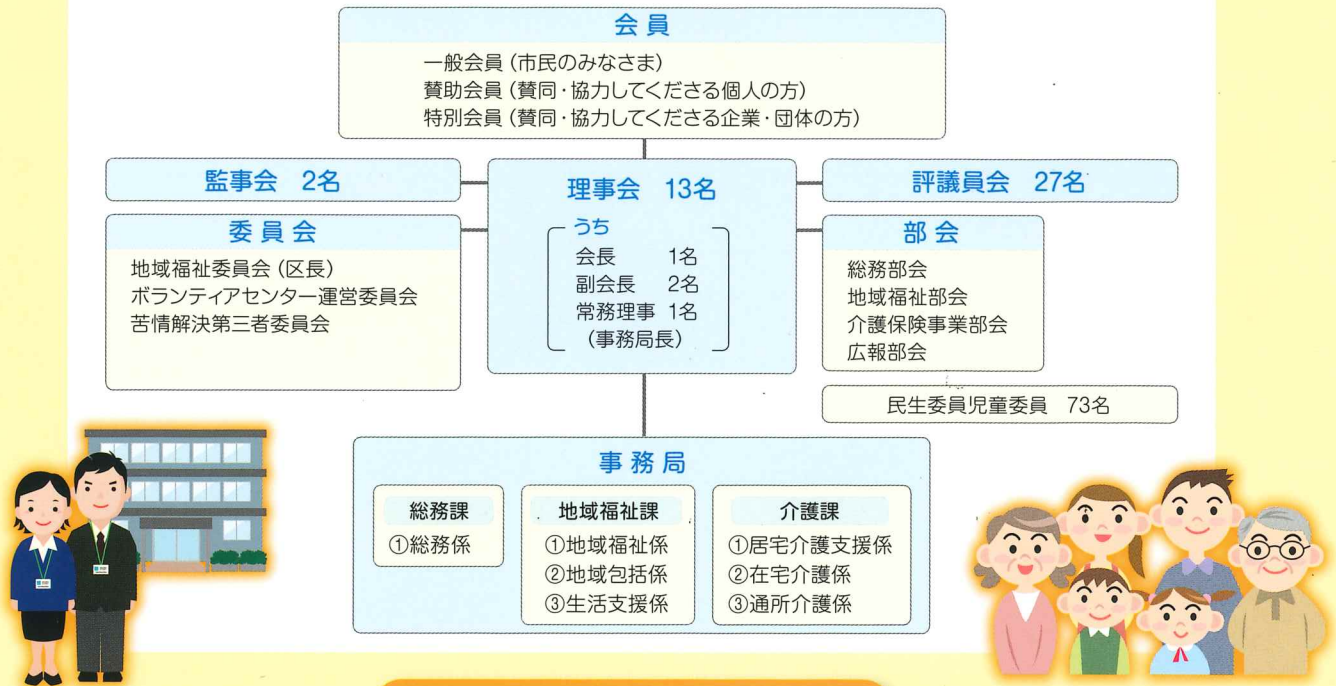 会員
一般会員（市民のみなさま）
賛助会員（賛同・協力してくださる個人の方）
特別会員（賛同・協力してくださる企業・団体の方）
監事会　2名
理事会　13名
評議員会　27名
委員会
地域福祉委員会（区長）
ボランティアセンター運営委員会
苦情解決第三者委員会
うち
会長　1名
副会長　2名
常務理事　1名
（事務局長）
部会
総務部会
地域福祉部会
介護保険事業部会
広報部会
民生委員児童委員　73名
事務局
総務課
①総務係
地域福祉課
①地域福祉係
②地域包括係
③生活支援係
介護課
①居宅介護支援係
②在宅介護係
③通所介護係